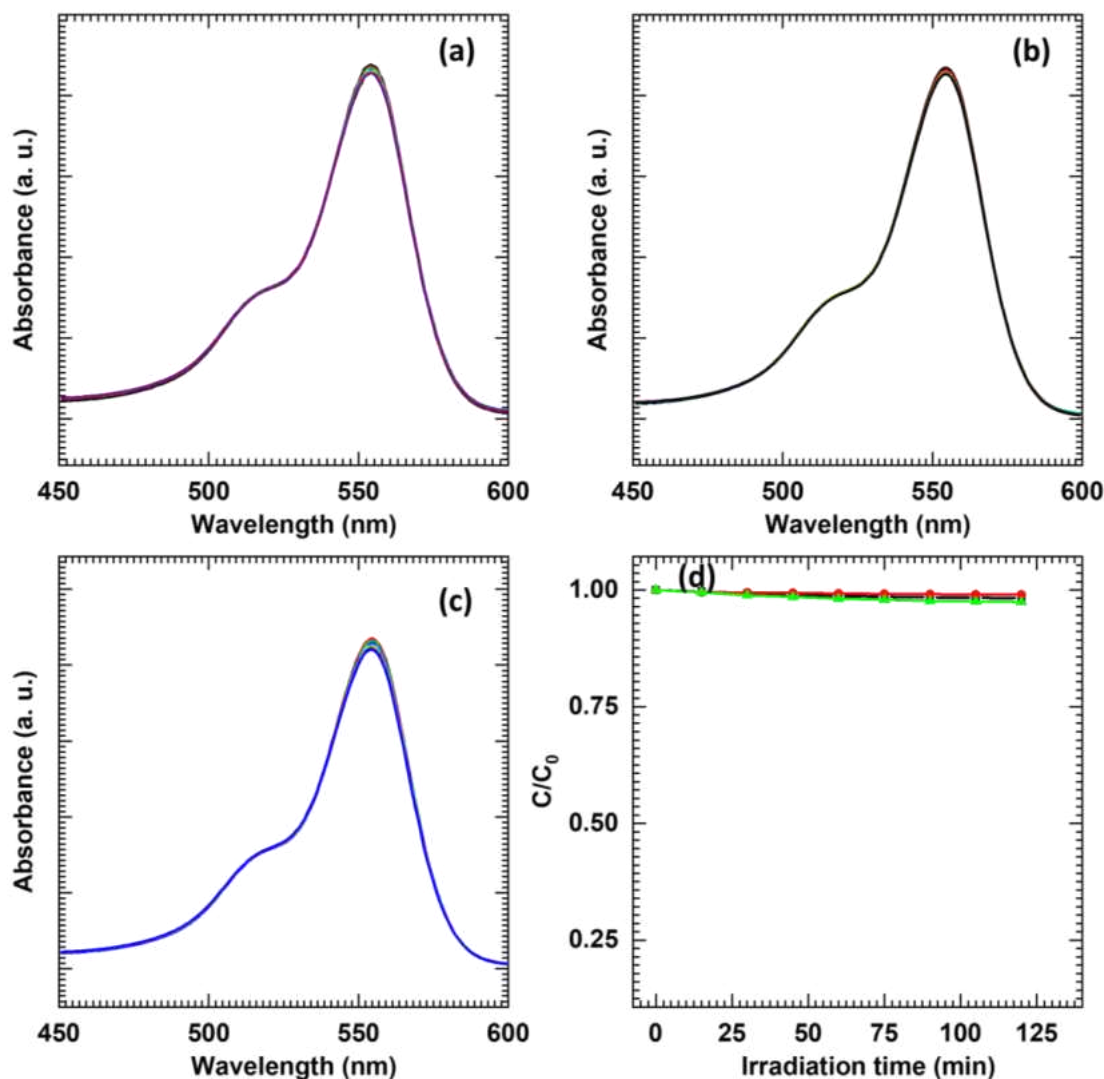 (a)
Absorbance (a. u.)
450 500 550 600
Wavelength (nm)
(b)
Absorbance (a. u.)
450 500 550 600
Wavelength (nm)
(c)
Absorbance (a. u.)
450 500 550 600
Wavelength (nm)
(d)
C/C0
1.00
0.75
0.50
0.25
0 25 50 75 100 125
Irradiation time (min)